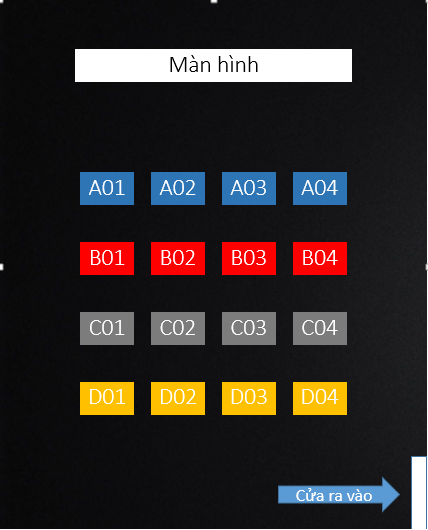 Màn hình
A01 A02 A03 A04
B01 B02 B03 B04
C01 C02 C03 C04
D01 D02 D03 D04
Cửa ra vào